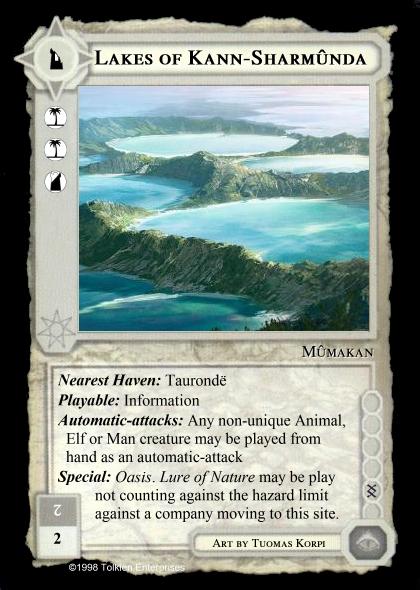 LAKES OF KANN-SHARMÛNDA
MÛMAKAN
Nearest Haven: Taurondë
Playable: Information
Automatic-attacks: Any non-unique Animal,
Elf or Man creature may be played from
hand as an automatic-attack
Special: Oasis. Lure of Nature may be play
not counting against the hazard limit
against a company moving to this site.
2
2
ART BY TUOMAS KORPI
©1998 Tolkien Enterprises